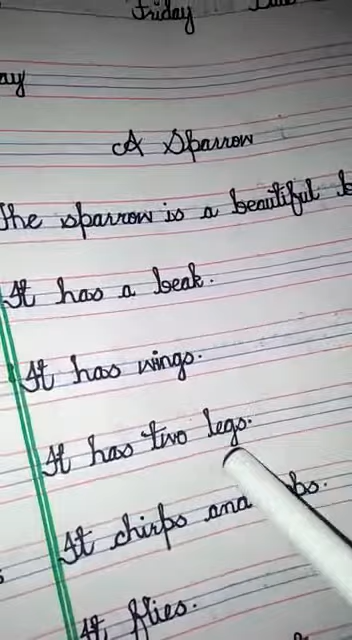 Friday
ay
A Sparrow
The sparrow is a beautiful
It has a beak.
It has wings.
It has two legs.
It chirps and
It flies.